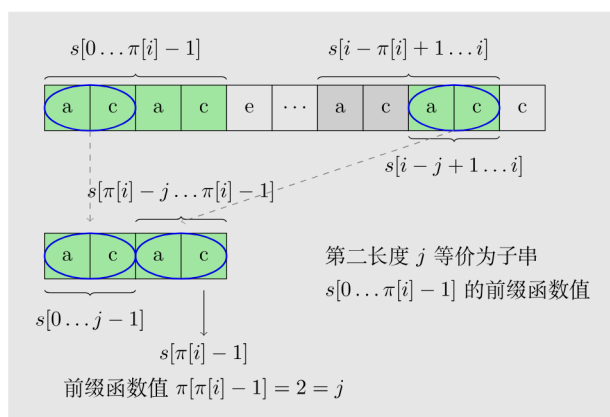 s[0…π[i]−1] s[i−π[i]+1…i]
a c a c e ⋯ a c a c c
s[i−j+1…i]
s[π[i]−j…π[i]−1]
a c a c
第二长度 j 等价为子串
s[0…π[i]−1] 的前缀函数值
s[0…j−1]
s[π[i]−1]
前缀函数值 π[π[i]−1]=2=j